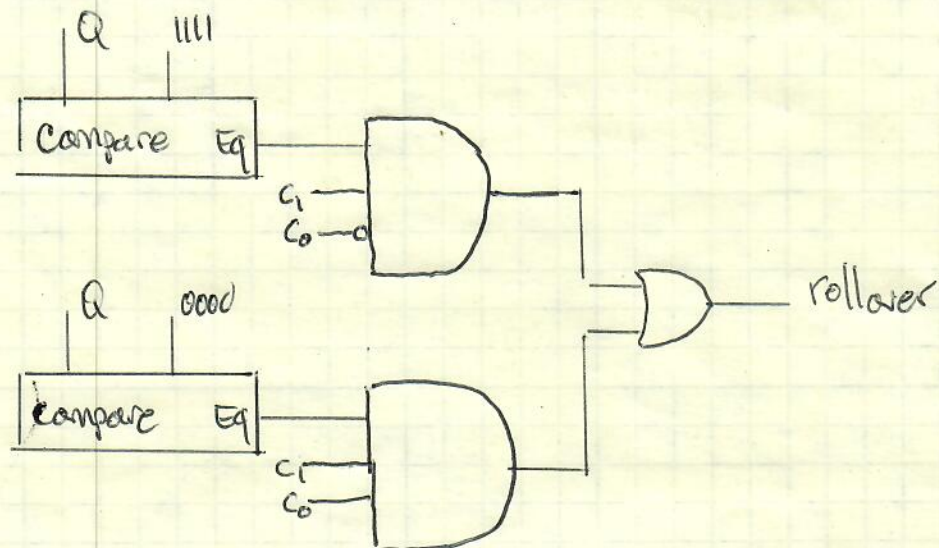 Q 1111
Compare Eq
C₁
C₀
rollover
Q 0000
Compare Eq
C₁
C₀